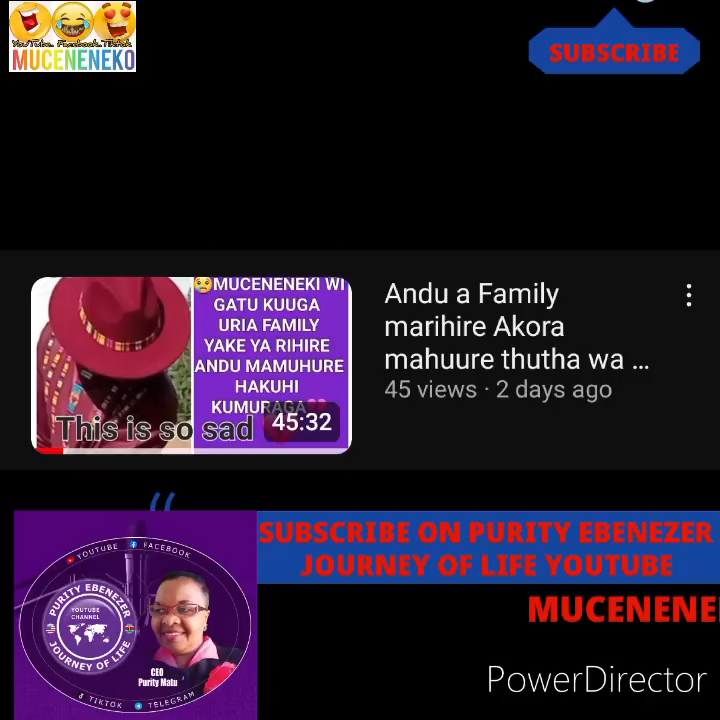 YouTube. Facebook. Tiktok
MUCENENEKO
SUBSCRIBE
MUCENENEKI WI
GATU KUUGA
URIA FAMILY
YAKE YA RIHIRE
ANDU MAMUHURE
HAKUHI
KUMURAGA
This is so sad
45:32
Andu a Family
marihire Akora
mahuure thutha wa ...
45 views · 2 days ago
SUBSCRIBE ON PURITY EBENEZER
JOURNEY OF LIFE YOUTUBE
MUCENENE
YOUTUBE FACEBOOK
PURITY EBENEZER
YOUTUBE
CHANNEL
JOURNEY OF LIFE
CEO
Purity Matu
TIKTOK TELEGRAM
PowerDirector